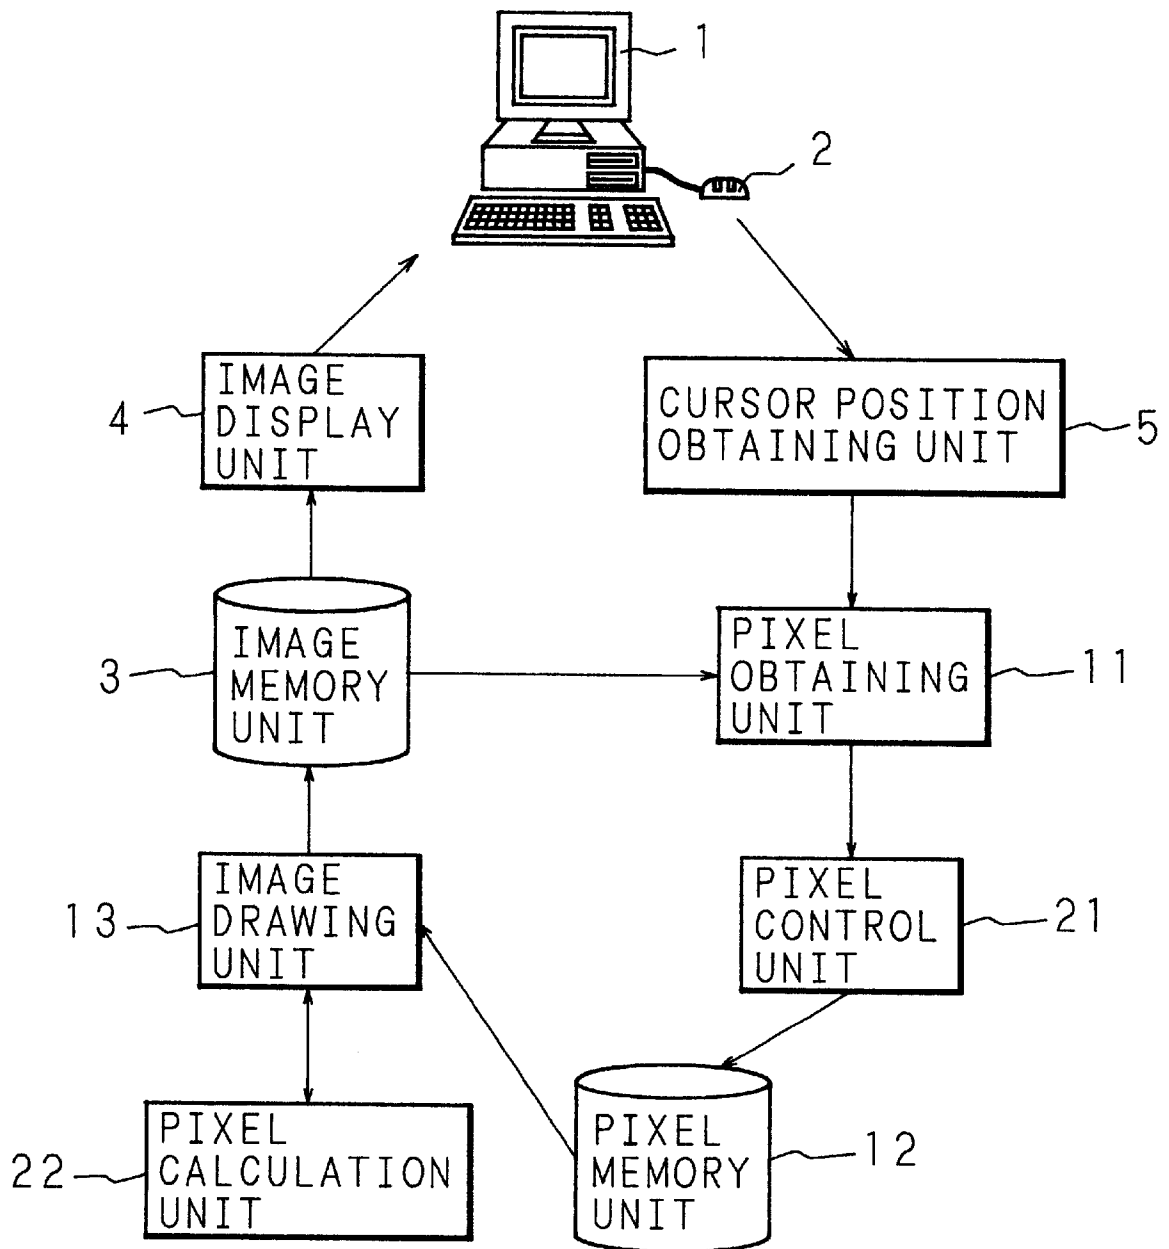 1
2
IMAGE
DISPLAY
UNIT
4
CURSOR POSITION
OBTAINING UNIT
5
IMAGE
MEMORY
UNIT
3
PIXEL
OBTAINING
UNIT
11
IMAGE
DRAWING
UNIT
13
PIXEL
CONTROL
UNIT
21
PIXEL
CALCULATION
UNIT
22
PIXEL
MEMORY
UNIT
12